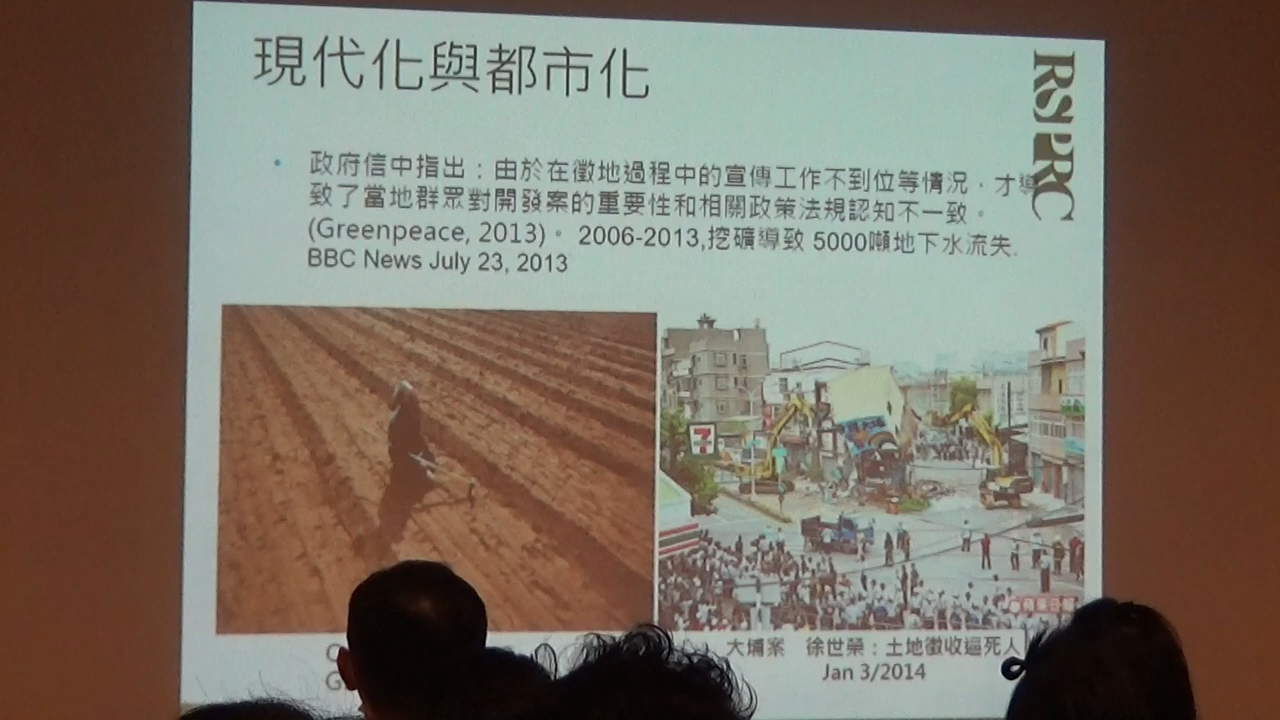 現代化與都市化
RSPRC
政府信中指出：由於在徵地過程中的宣傳工作不到位等情況，才導
致了當地群眾對開發案的重要性和相關政策法規認知不一致。
(Greenpeace, 2013)。 2006-2013,挖礦導致 5000噸地下水流失.
BBC News July 23, 2013
7
蘋果日報
大埔案 徐世榮：土地徵收逼死人
Jan 3/2014